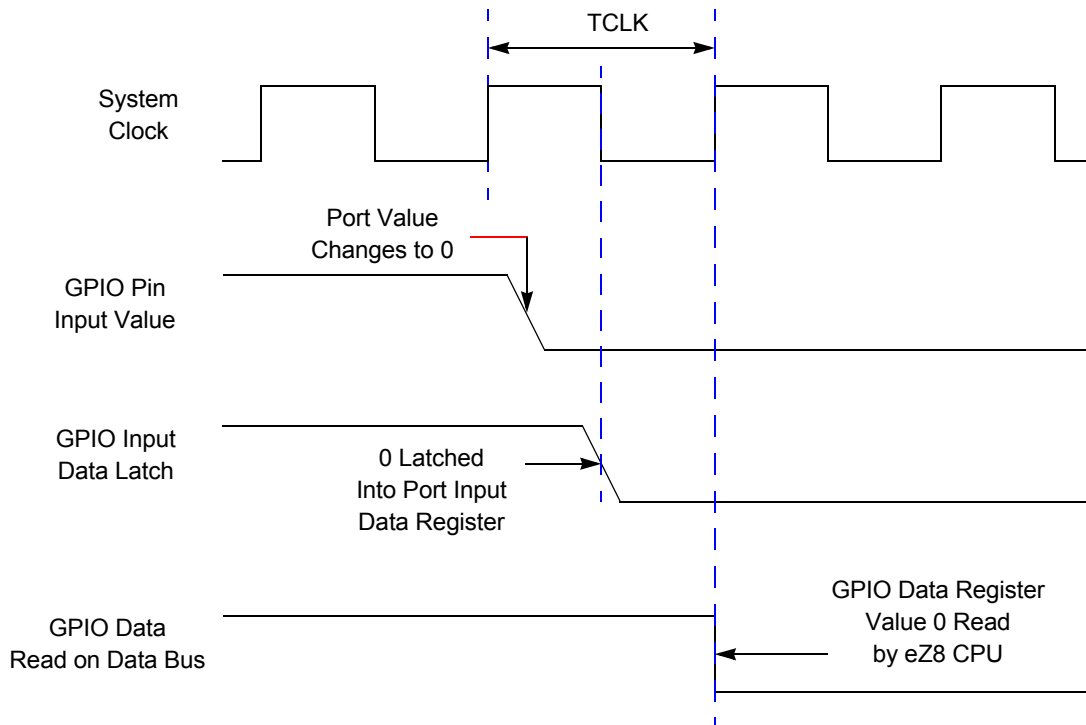 TCLK
System
Clock
Port Value
Changes to 0
GPIO Pin
Input Value
GPIO Input
Data Latch
0 Latched
Into Port Input
Data Register
GPIO Data
Read on Data Bus
GPIO Data Register
Value 0 Read
by eZ8 CPU